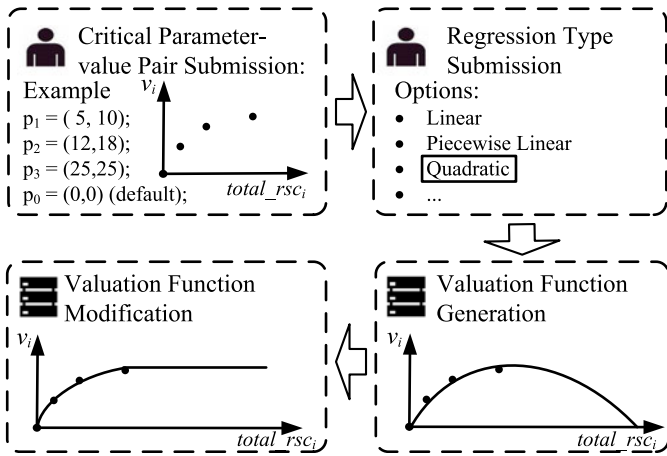 Critical Parameter-
value Pair Submission:
Example
p1 = ( 5, 10);
p2 = (12,18);
p3 = (25,25);
p0 = (0,0) (default);
vi
total_rsci
Regression Type
Submission
Options:
• Linear
• Piecewise Linear
• Quadratic
• ...
Valuation Function
Modification
vi
total_rsci
Valuation Function
Generation
vi
total_rsci